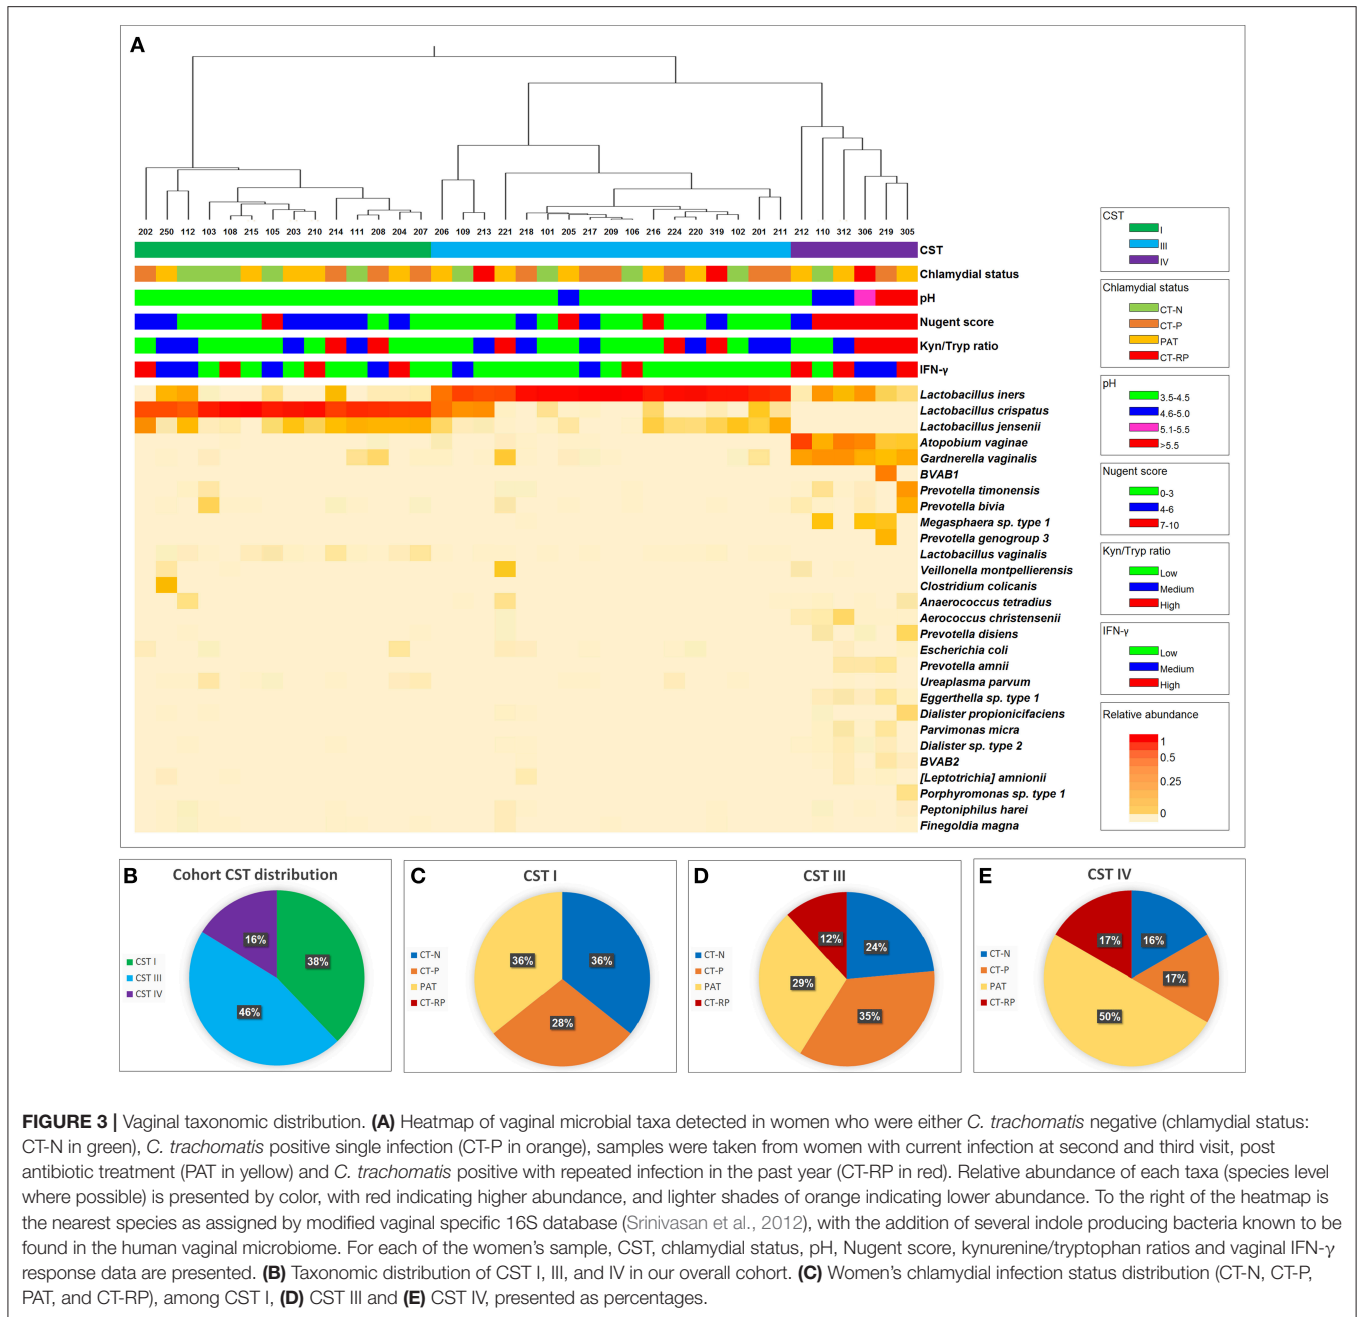 A
202 250 112 103 108 215 105 203 210 214 111 208 204 207 206 109 213 221 218 101 205 217 209 106 216 224 220 319 102 201 211 212 110 312 306 219 305
CST
Chlamydial status
pH
Nugent score
Kyn/Tryp ratio
IFN-γ
Lactobacillus iners
Lactobacillus crispatus
Lactobacillus jensenii
Atopobium vaginae
Gardnerella vaginalis
BVAB1
Prevotella timonensis
Prevotella bivia
Megasphaera sp. type 1
Prevotella genogroup 3
Lactobacillus vaginalis
Veillonella montpellierensis
Clostridium colicanis
Anaerococcus tetradius
Aerococcus christensenii
Prevotella disiens
Escherichia coli
Prevotella amnii
Ureaplasma parvum
Eggerthella sp. type 1
Dialister propionicifaciens
Parvimonas micra
Dialister sp. type 2
BVAB2
[Leptotrichia] amnionii
Porphyromonas sp. type 1
Peptoniphilus harei
Finegoldia magna
CST
I
III
IV
Chlamydial status
CT-N
CT-P
PAT
CT-RP
pH
3.5-4.5
4.6-5.0
5.1-5.5
>5.5
Nugent score
0-3
4-6
7-10
Kyn/Tryp ratio
Low
Medium
High
IFN-γ
Low
Medium
High
Relative abundance
1
0.5
0.25
0
B
Cohort CST distribution
CST I
CST III
CST IV
16%
38%
46%
C
CST I
CT-N
CT-P
PAT
CT-RP
36%
36%
28%
D
CST III
CT-N
CT-P
PAT
CT-RP
12%
24%
29%
35%
E
CST IV
CT-N
CT-P
PAT
CT-RP
17%
16%
17%
50%
FIGURE 3 | Vaginal taxonomic distribution. (A) Heatmap of vaginal microbial taxa detected in women who were either C. trachomatis negative (chlamydial status:
CT-N in green), C. trachomatis positive single infection (CT-P in orange), samples were taken from women with current infection at second and third visit, post
antibiotic treatment (PAT in yellow) and C. trachomatis positive with repeated infection in the past year (CT-RP in red). Relative abundance of each taxa (species level
where possible) is presented by color, with red indicating higher abundance, and lighter shades of orange indicating lower abundance. To the right of the heatmap is
the nearest species as assigned by modified vaginal specific 16S database (Srinivasan et al., 2012), with the addition of several indole producing bacteria known to be
found in the human vaginal microbiome. For each of the women's sample, CST, chlamydial status, pH, Nugent score, kynurenine/tryptophan ratios and vaginal IFN-γ
response data are presented. (B) Taxonomic distribution of CST I, III, and IV in our overall cohort. (C) Women's chlamydial infection status distribution (CT-N, CT-P,
PAT, and CT-RP), among CST I, (D) CST III and (E) CST IV, presented as percentages.